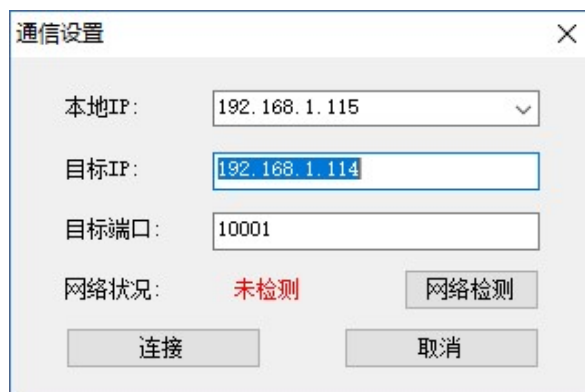 通信设置
本地IP: 192.168.1.115
目标IP: 192.168.1.114
目标端口: 10001
网络状况: 未检测 网络检测
连接 取消